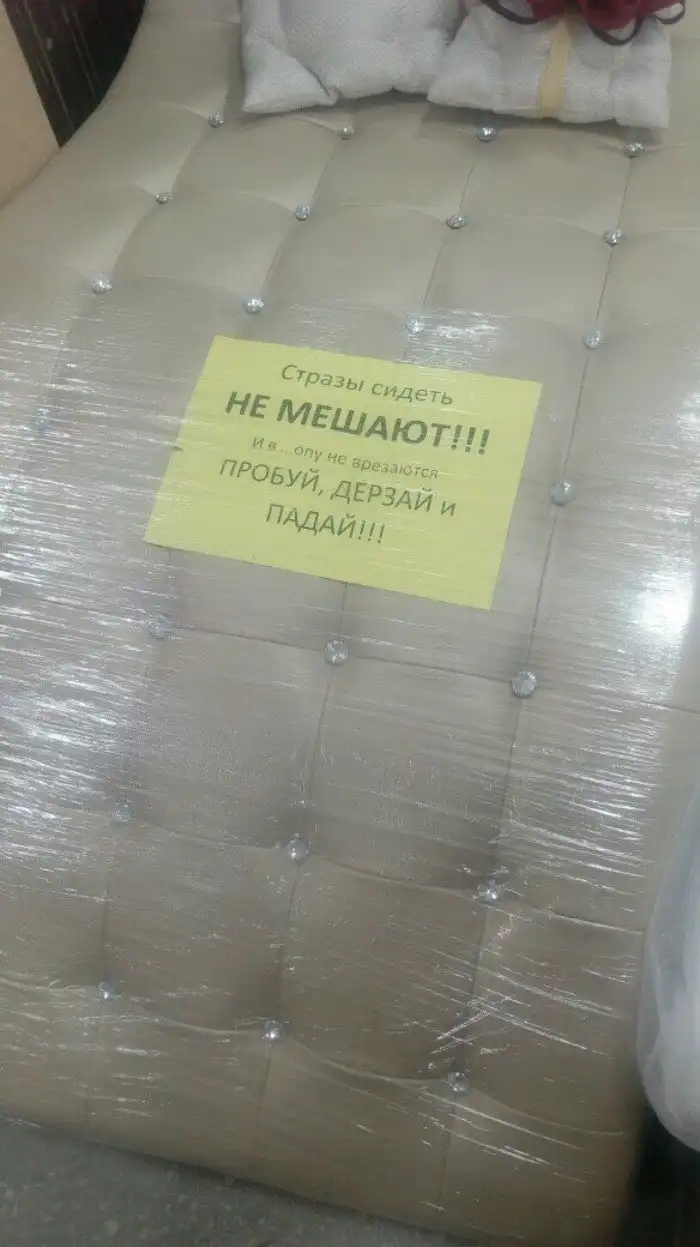 Стразы сидеть
НЕ МЕШАЮТ!!!
И в ...опу не врезаются
ПРОБУЙ, ДЕРЗАЙ и
ПАДАЙ!!!